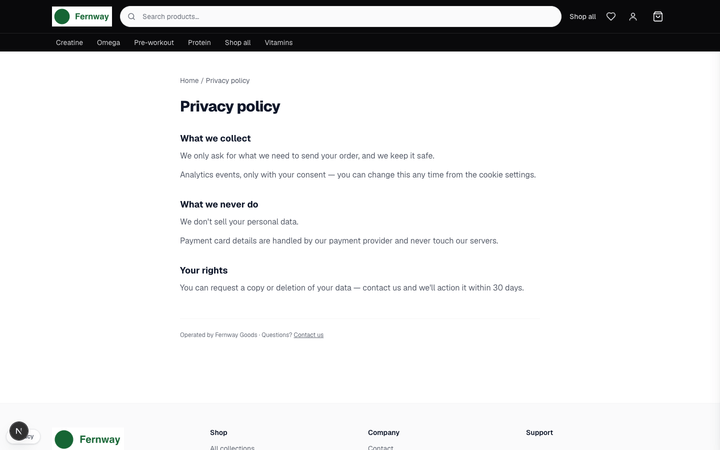 Fernway
Search products...
Shop all
Creatine
Omega
Pre-workout
Protein
Shop all
Vitamins
Home / Privacy policy
Privacy policy
What we collect
We only ask for what we need to send your order, and we keep it safe.
Analytics events, only with your consent — you can change this any time from the cookie settings.
What we never do
We don't sell your personal data.
Payment card details are handled by our payment provider and never touch our servers.
Your rights
You can request a copy or deletion of your data — contact us and we'll action it within 30 days.
Operated by Fernway Goods · Questions? Contact us
N
Fernway
Shop
Company
Support
All collections
Contact